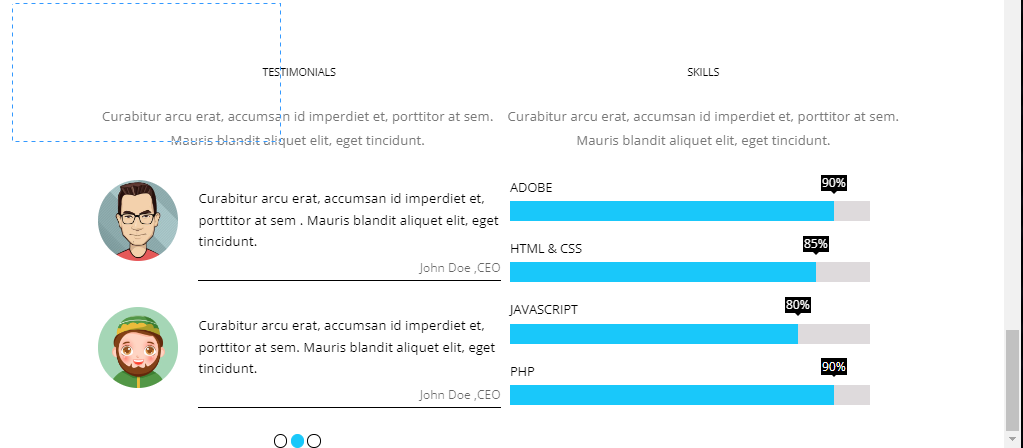 TESTIMONIALS
Curabitur arcu erat, accumsan id imperdiet et, porttitor at sem.
Mauris blandit aliquet elit, eget tincidunt.
Curabitur arcu erat, accumsan id imperdiet et,
porttitor at sem . Mauris blandit aliquet elit, eget
tincidunt.
John Doe ,CEO
Curabitur arcu erat, accumsan id imperdiet et,
porttitor at sem. Mauris blandit aliquet elit, eget
tincidunt.
John Doe ,CEO
SKILLS
Curabitur arcu erat, accumsan id imperdiet et, porttitor at sem.
Mauris blandit aliquet elit, eget tincidunt.
ADOBE
90%
HTML & CSS
85%
JAVASCRIPT
80%
PHP
90%